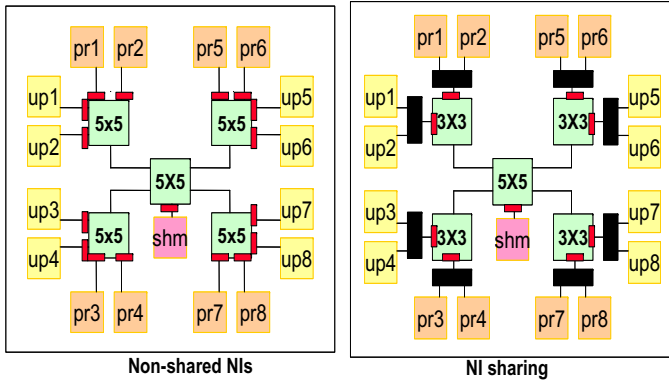 pr1 pr2 pr5 pr6
up1 5x5 5x5 up5
up2 up6
5X5
up3 up7
shm
up4 5x5 5x5 up8
pr3 pr4 pr7 pr8
Non-shared NIs
pr1 pr2 pr5 pr6
up1 3X3 3X3 up5
up2 up6
5X5
up3 up7
shm
up4 3X3 3X3 up8
pr3 pr4 pr7 pr8
NI sharing